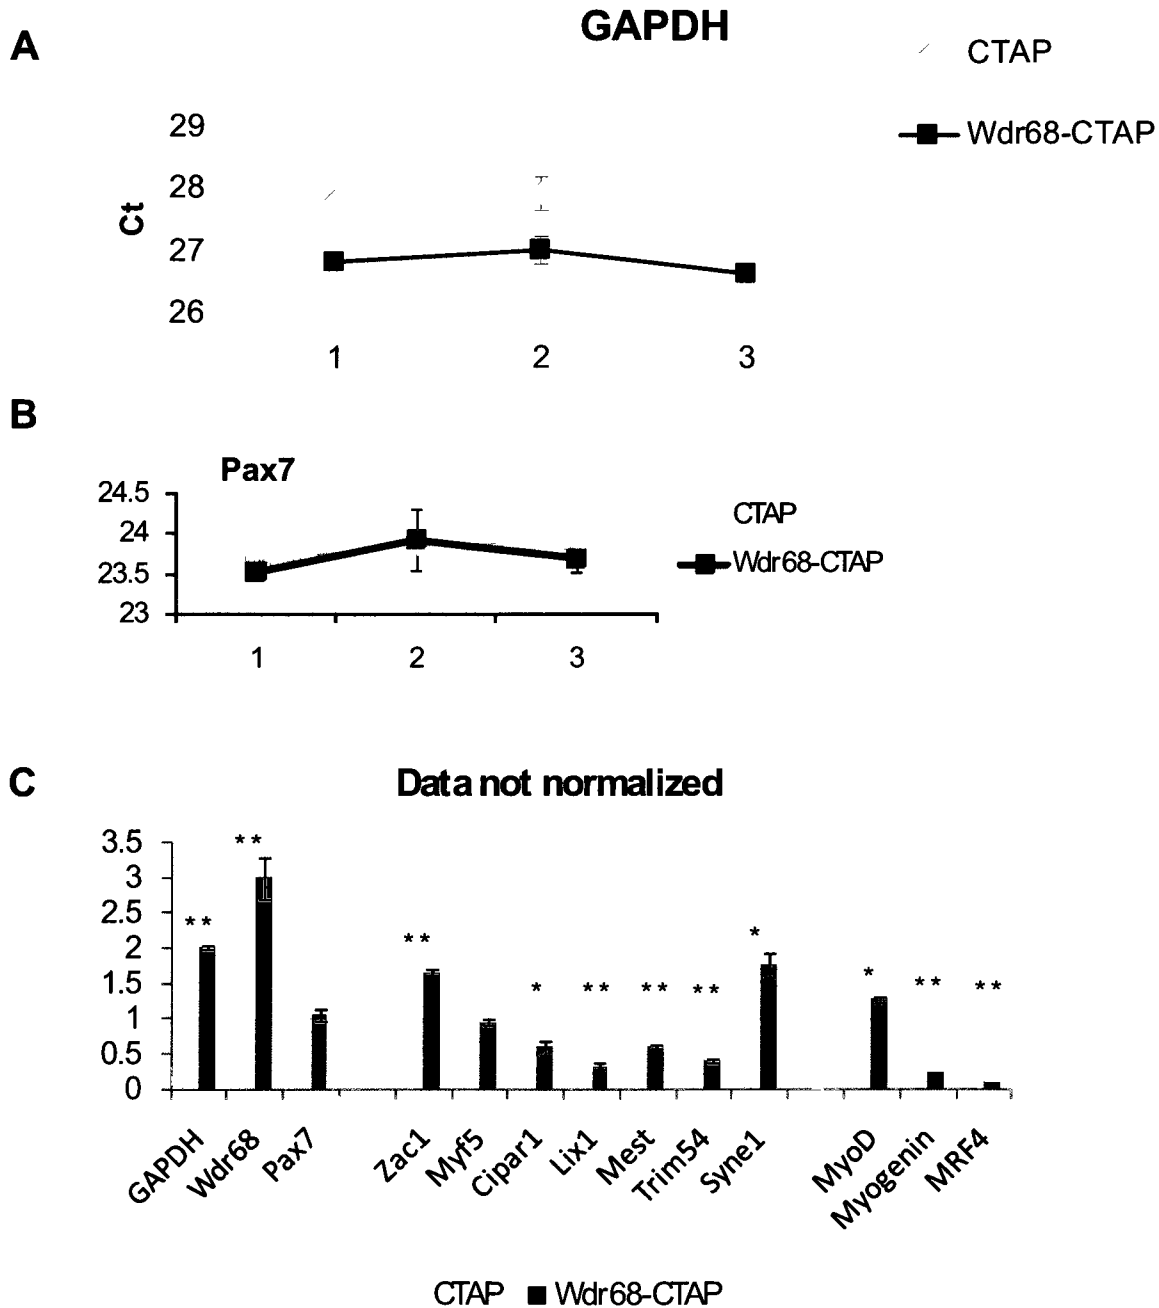 A
GAPDH
CTAP
Wdr68-CTAP
29
28
27
26
Ct
1 2 3
B
Pax7
24.5
24
23.5
23
1 2 3
CTAP
Wdr68-CTAP
C
Data not normalized
3.5
3
2.5
2
1.5
1
0.5
0
** ** ** * ** ** ** * * ** **
GAPDH
Wdr68
Pax7
Zac1
Myf5
Cipar1
Lix1
Mest
Trim54
Syne1
MyoD
Myogenin
MRF4
CTAP Wdr68-CTAP